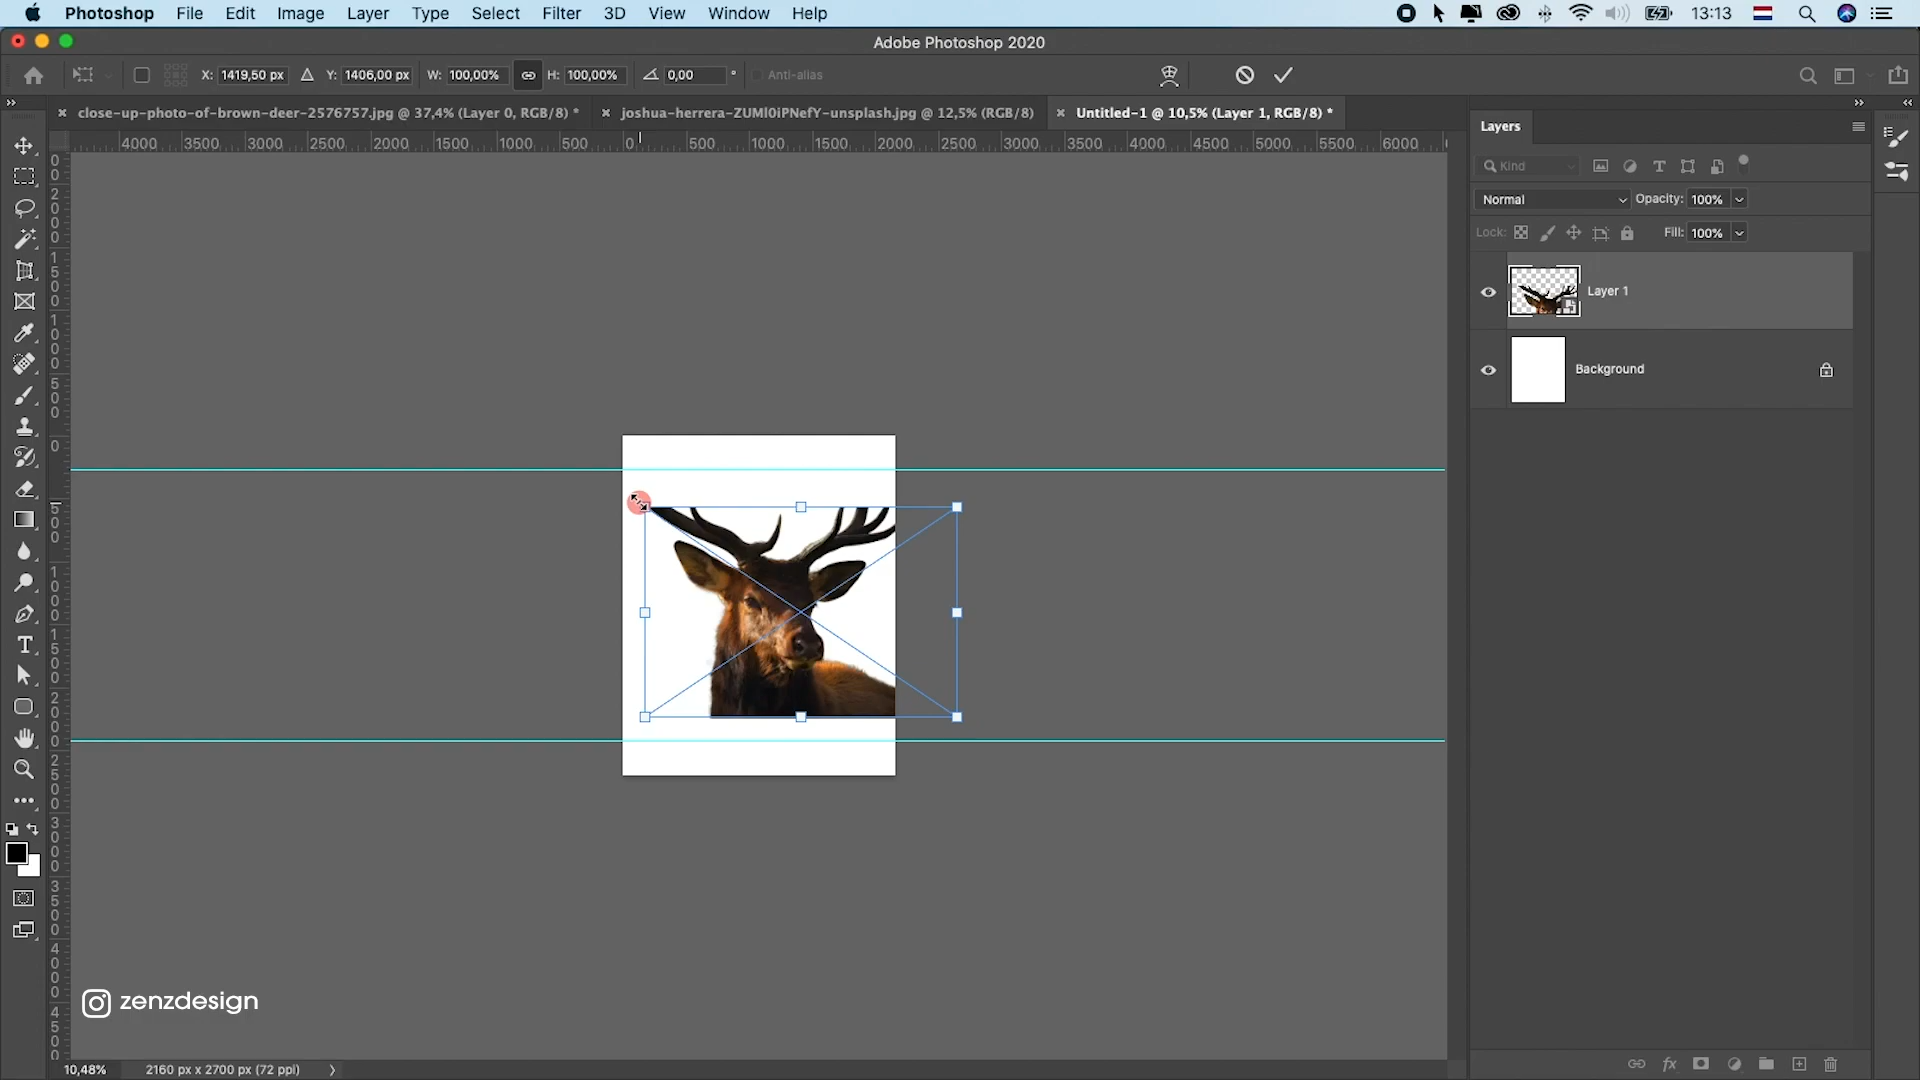 Photoshop File Edit Image Layer Type Select Filter 3D View Window Help 13:13
Adobe Photoshop 2020
X: 1419,50 px Y: 1406,00 px W: 100,00% H: 100,00% 0,00 ° Anti-alias
close-up-photo-of-brown-deer-2576757.jpg @ 37,4% (Layer 0, RGB/8) * joshua-herrera-ZUMl0iPNefY-unsplash.jpg @ 12,5% (RGB/8) Untitled-1 @ 10,5% (Layer 1, RGB/8) *
4000 3500 3000 2500 2000 1500 1000 500 0 500 1000 1500 2000 2500 3000 3500 4000 4500 5000 5500 6000
Layers
Kind
Normal Opacity: 100%
Lock: Fill: 100%
Layer 1
Background
zenzdesign
10,48% 2160 px x 2700 px (72 ppi)